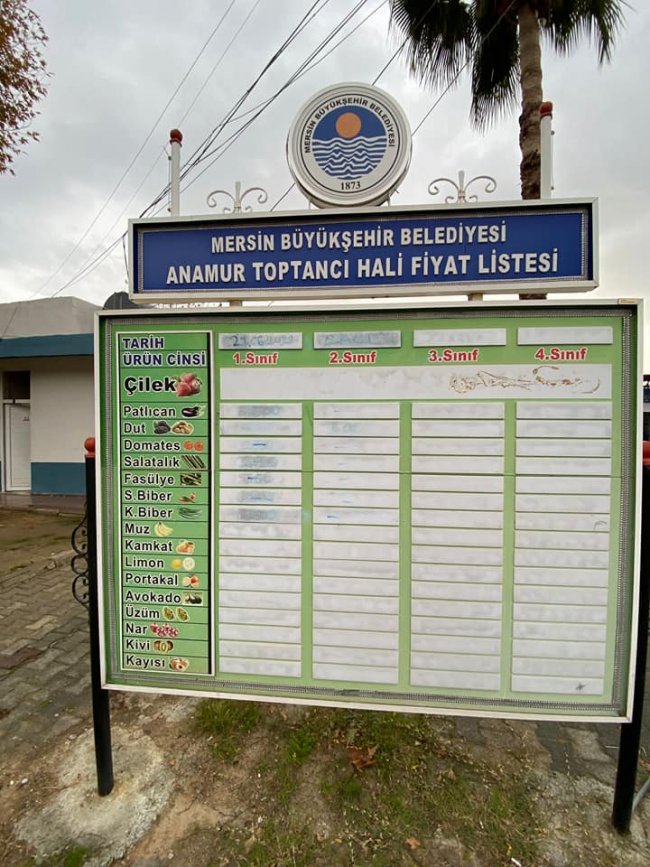 MERSİN BÜYÜKŞEHİR BELEDİYESİ
1873
MERSİN BÜYÜKŞEHİR BELEDİYESİ
ANAMUR TOPTANCI HALİ FİYAT LİSTESİ
TARİH
ÜRÜN CİNSİ
1.Sınıf 2.Sınıf 3.Sınıf 4.Sınıf
Çilek
Patlıcan
Dut
Domates
Salatalık
Fasülye
S.Biber
K.Biber
Muz
Kamkat
Limon
Portakal
Avokado
Üzüm
Nar
Kivi
Kayısı